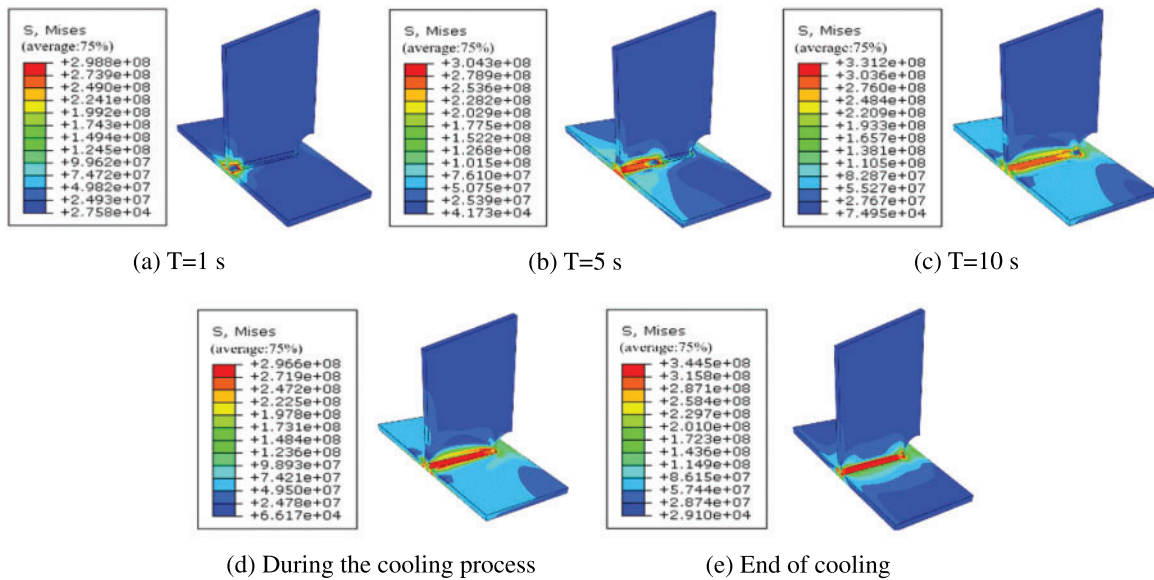 S, Mises
(average:75%)
+2.988e+08
+2.739e+08
+2.490e+08
+2.241e+08
+1.992e+08
+1.743e+08
+1.494e+08
+1.245e+08
+9.962e+07
+7.472e+07
+4.982e+07
+2.493e+07
+2.758e+04
(a) T=1 s
S, Mises
(average:75%)
+3.043e+08
+2.789e+08
+2.536e+08
+2.282e+08
+2.029e+08
+1.775e+08
+1.522e+08
+1.268e+08
+1.015e+08
+7.610e+07
+5.075e+07
+2.539e+07
+4.173e+04
(b) T=5 s
S, Mises
(average:75%)
+3.312e+08
+3.036e+08
+2.760e+08
+2.484e+08
+2.209e+08
+1.933e+08
+1.657e+08
+1.381e+08
+1.105e+08
+8.287e+07
+5.527e+07
+2.767e+07
+7.495e+04
(c) T=10 s
S, Mises
(average:75%)
+2.966e+08
+2.719e+08
+2.472e+08
+2.225e+08
+1.978e+08
+1.731e+08
+1.484e+08
+1.236e+08
+9.893e+07
+7.421e+07
+4.950e+07
+2.478e+07
+6.617e+04
(d) During the cooling process
S, Mises
(average:75%)
+3.445e+08
+3.158e+08
+2.871e+08
+2.584e+08
+2.297e+08
+2.010e+08
+1.723e+08
+1.436e+08
+1.149e+08
+8.615e+07
+5.744e+07
+2.874e+07
+2.910e+04
(e) End of cooling